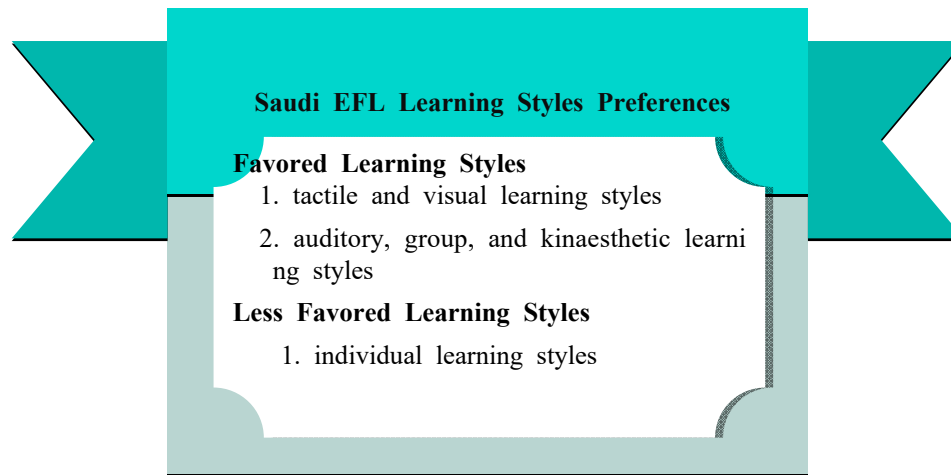 Saudi EFL Learning Styles Preferences
Favored Learning Styles
1. tactile and visual learning styles
2. auditory, group, and kinaesthetic learni
ng styles
Less Favored Learning Styles
1. individual learning styles